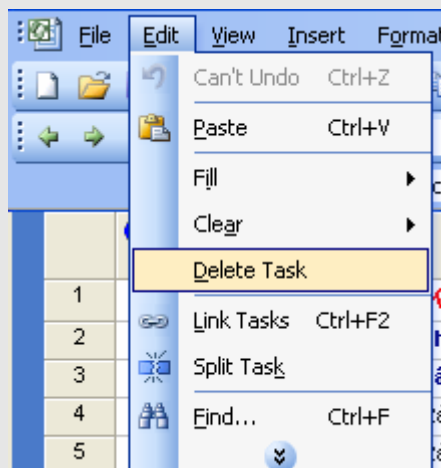 File Edit View Insert Format
Can't Undo Ctrl+Z
Paste Ctrl+V
Fill
Clear
Delete Task
1
Link Tasks Ctrl+F2
2
Split Task
3
4 Find... Ctrl+F
5